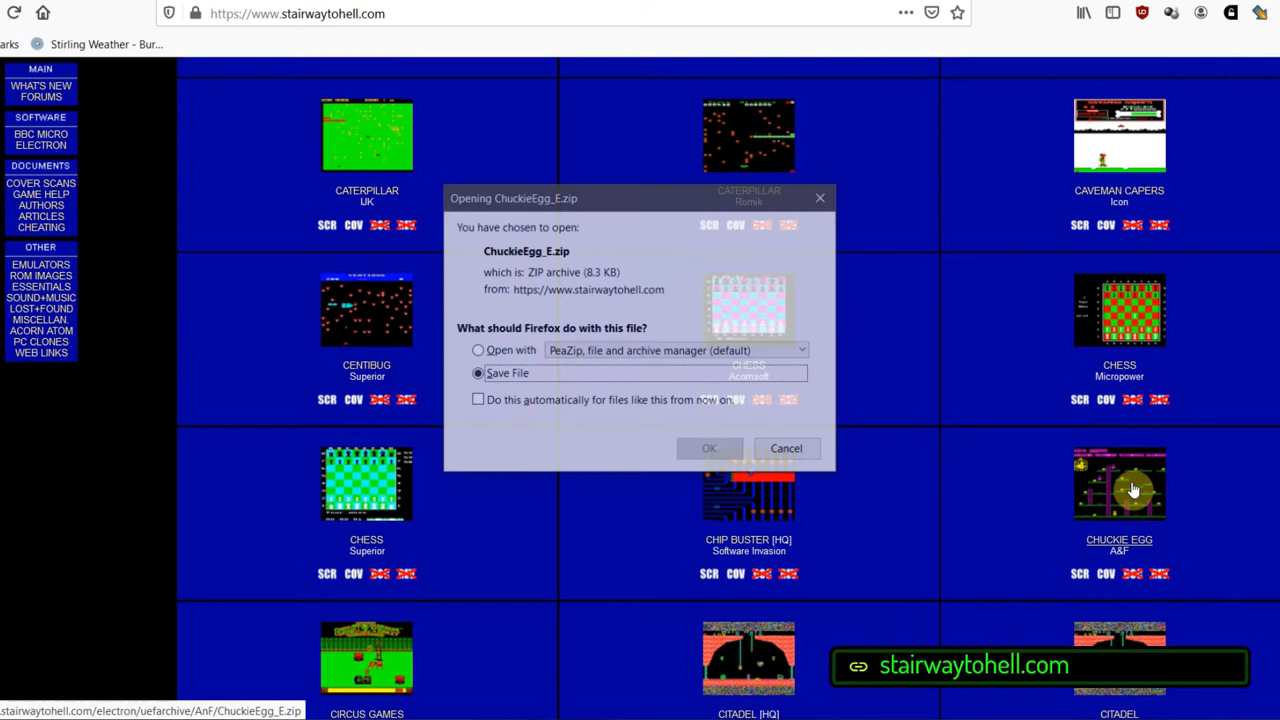 https://www.stairwaytohell.com
arks
Stirling Weather - Bur...
MAIN
WHAT'S NEW
FORUMS
SOFTWARE
BBC MICRO
ELECTRON
DOCUMENTS
COVER SCANS
GAME HELP
AUTHORS
ARTICLES
CHEATING
OTHER
EMULATORS
ROM IMAGES
ESSENTIALS
SOUND+MUSIC
LOST+FOUND
MISCELLAN.
ACORN ATOM
PC CLONES
WEB LINKS
CATERPILLAR
IJK
SCR COV
CATERPILLAR
Romik
SCR COV
CAVEMAN CAPERS
Icon
SCR COV
Opening ChuckieEgg_E.zip
You have chosen to open:
ChuckieEgg_E.zip
which is: ZIP archive (8.3 KB)
from: https://www.stairwaytohell.com
What should Firefox do with this file?
Open with PeaZip, file and archive manager (default)
Save File
Do this automatically for files like this from now on.
OK Cancel
CENTIBUG
Superior
SCR COV
CHESS
Acornsoft
CHESS
Micropower
SCR COV
CHESS
Superior
SCR COV
CHIP BUSTER [HQ]
Software Invasion
SCR COV
CHUCKIE EGG
A&F
SCR COV
CIRCUS GAMES
CITADEL [HQ]
CITADEL
stairwaytohell.com
.stairwaytohell.com/electron/uefarchive/AnF/ChuckieEgg_E.zip